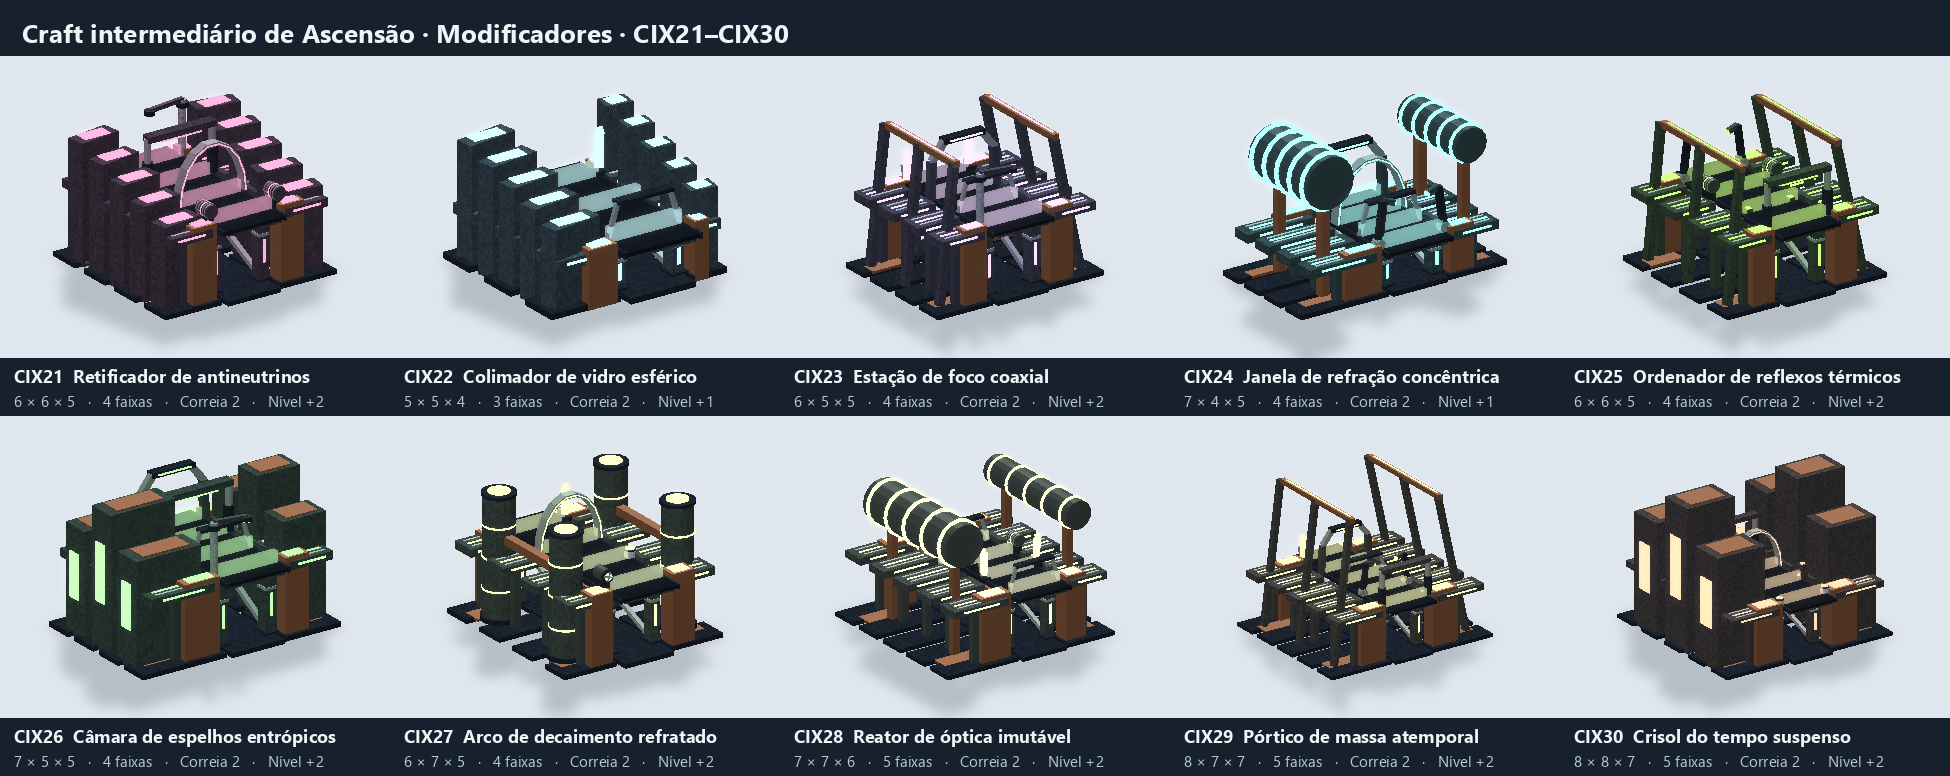 Craft intermediário de Ascensão · Modificadores · CIX21–CIX30
CIX21 Retificador de antineutrinos
6 × 6 × 5 · 4 faixas · Correia 2 · Nível +2
CIX22 Colimador de vidro esférico
5 × 5 × 4 · 3 faixas · Correia 2 · Nível +1
CIX23 Estação de foco coaxial
6 × 5 × 5 · 4 faixas · Correia 2 · Nível +2
CIX24 Janela de refração concêntrica
7 × 4 × 5 · 4 faixas · Correia 2 · Nível +1
CIX25 Ordenador de reflexos térmicos
6 × 6 × 5 · 4 faixas · Correia 2 · Nível +2
CIX26 Câmara de espelhos entrópicos
7 × 5 × 5 · 4 faixas · Correia 2 · Nível +2
CIX27 Arco de decaimento refratado
6 × 7 × 5 · 4 faixas · Correia 2 · Nível +2
CIX28 Reator de óptica imutável
7 × 7 × 6 · 5 faixas · Correia 2 · Nível +2
CIX29 Pórtico de massa atemporal
8 × 7 × 7 · 5 faixas · Correia 2 · Nível +2
CIX30 Crisol do tempo suspenso
8 × 8 × 7 · 5 faixas · Correia 2 · Nível +2